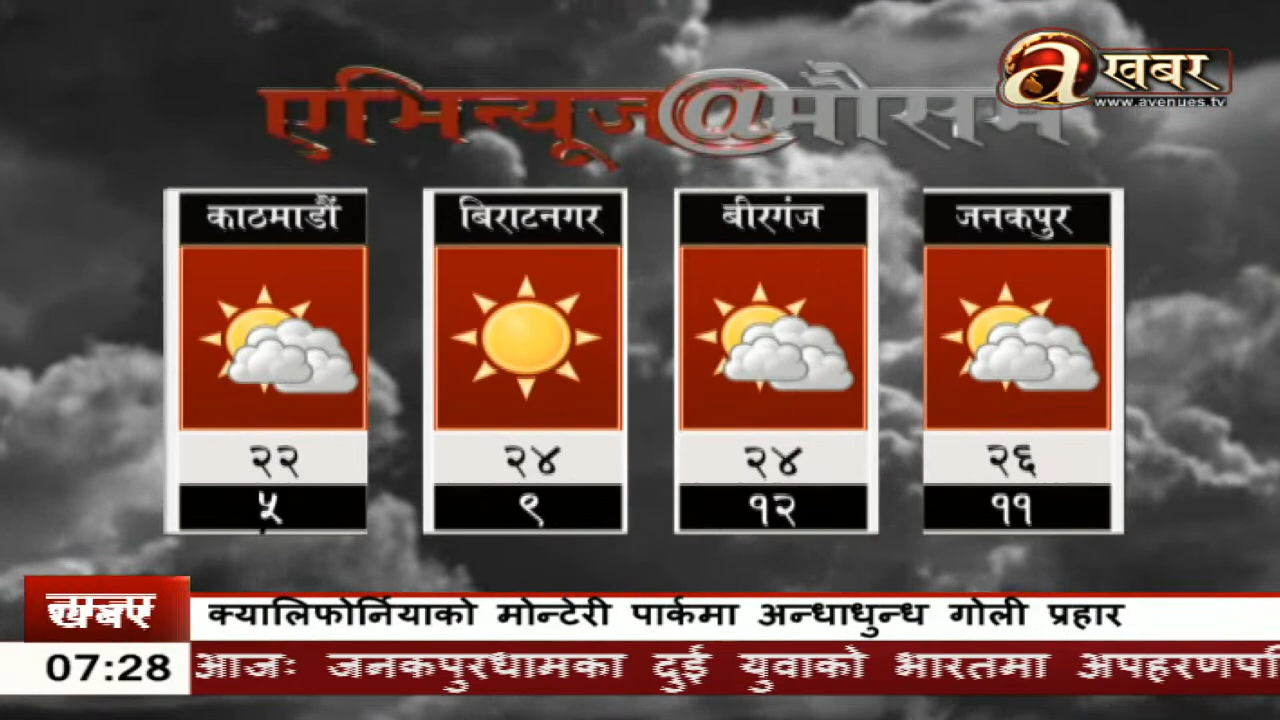 a खबर
www.avenues.tv
एभिन्यूज@मौसम
काठमाडौं बिराटनगर बीरगंज जनकपुर
२२ २४ २४ २६
५ ९ १२ ११
खबर क्यालिफोर्नियाको मोन्टेरी पार्कमा अन्धाधुन्ध गोली प्रहार
07:28 आजः जनकपुरधामका दुई युवाको भारतमा अपहरणपछि